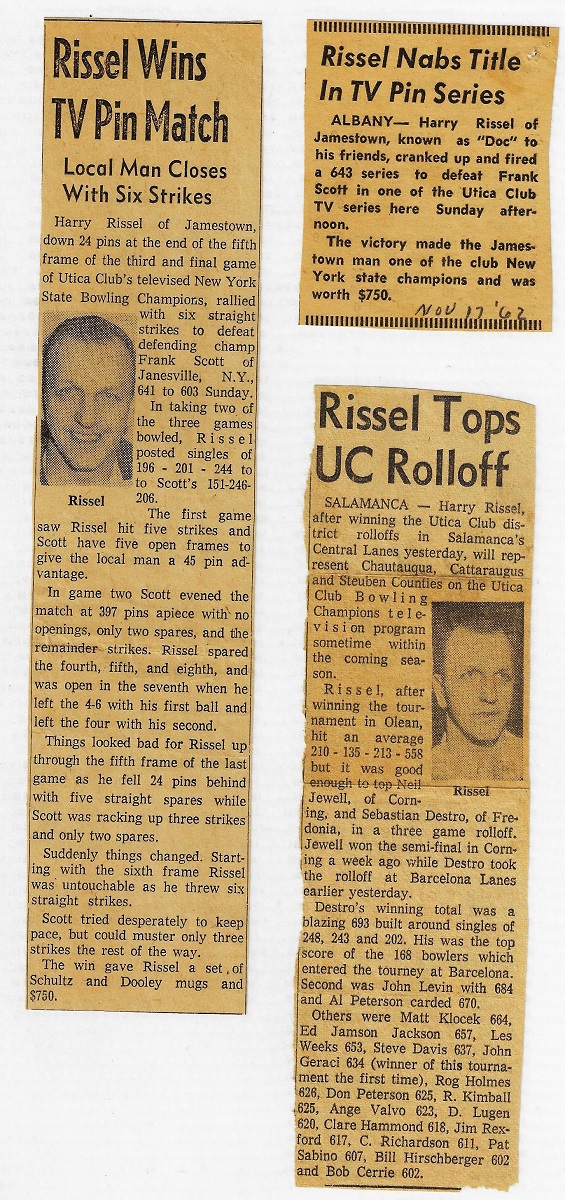 Rissel Wins
TV Pin Match
Local Man Closes
With Six Strikes
Harry Rissel of Jamestown,
down 24 pins at the end of the fifth
frame of the third and final game
of Utica Club's televised New York
State Bowling Champions, rallied
with six straight
strikes to defeat
defending champ
Frank Scott of
Janesville, N.Y.,
641 to 603 Sunday.
In taking two of
the three games
bowled, Rissel
posted singles of
196 - 201 - 244 to
to Scott's 151-246-
206.
Rissel
The first game
saw Rissel hit five strikes and
Scott have five open frames to
give the local man a 45 pin ad-
vantage.
In game two Scott evened the
match at 397 pins apiece with no
openings, only two spares, and the
remainder strikes. Rissel spared
the fourth, fifth, and eighth, and
was open in the seventh when he
left the 4-6 with his first ball and
left the four with his second.
Things looked bad for Rissel up
through the fifth frame of the last
game as he fell 24 pins behind
with five straight spares while
Scott was racking up three strikes
and only two spares.
Suddenly things changed. Start-
ing with the sixth frame Rissel
was untouchable as he threw six
straight strikes.
Scott tried desperately to keep
pace, but could muster only three
strikes the rest of the way.
The win gave Rissel a set of
Schultz and Dooley mugs and
$750.
Rissel Nabs Title
In TV Pin Series
ALBANY— Harry Rissel of
Jamestown, known as "Doc" to
his friends, cranked up and fired
a 643 series to defeat Frank
Scott in one of the Utica Club
TV series here Sunday after-
noon.
The victory made the James-
town man one of the club New
York state champions and was
worth $750.
NOV 17 '62
Rissel Tops
UC Rolloff
SALAMANCA — Harry Rissel,
after winning the Utica Club dis-
trict rolloffs in Salamanca's
Central Lanes yesterday, will rep-
resent Chautauqua, Cattaraugus
and Steuben Counties on the Utica
Club Bowling
Champions tele-
vision program
sometime within
the coming sea-
son.
Rissel, after
winning the tour-
nament in Olean,
hit an average
210 - 135 - 213 - 558
but it was good
enough to top Neil
Rissel
Jewell, of Corn-
ing, and Sebastian Destro, of Fre-
donia, in a three game rolloff.
Jewell won the semi-final in Corn-
ing a week ago while Destro took
the rolloff at Barcelona Lanes
earlier yesterday.
Destro's winning total was a
blazing 693 built around singles of
248, 243 and 202. His was the top
score of the 168 bowlers which
entered the tourney at Barcelona.
Second was John Levin with 684
and Al Peterson carded 670.
Others were Matt Klocek 664,
Ed Jamson Jackson 657, Les
Weeks 653, Steve Davis 637, John
Geraci 634 (winner of this tourna-
ment the first time), Rog Holmes
626, Don Peterson 625, R. Kimball
625, Ange Valvo 623, D. Lugen
620, Clare Hammond 618, Jim Rex-
ford 617, C. Richardson 611, Pat
Sabino 607, Bill Hirschberger 602
and Bob Cerrie 602.